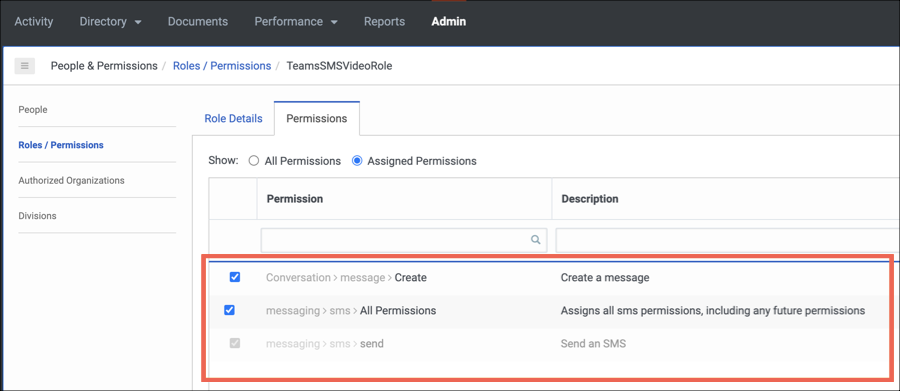 Activity Directory Documents Performance Reports Admin
People & Permissions / Roles / Permissions / TeamsSMSVideoRole
People
Roles / Permissions
Authorized Organizations
Divisions
Role Details Permissions
Show: All Permissions Assigned Permissions
Permission Description
Conversation > message > Create Create a message
messaging > sms > All Permissions Assigns all sms permissions, including any future permissions
messaging > sms > send Send an SMS